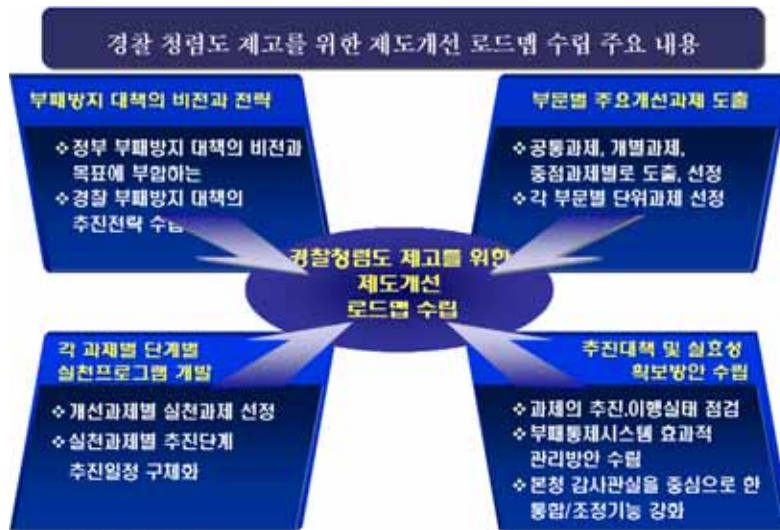 경찰 청렴도 제고를 위한 제도개선 로드맵 수립 주요 내용
부패방지 대책의 비전과 전략
❖정부 부패방지 대책의 비전과
목표에 부합하는
❖경찰 부패방지 대책의
추진전략 수립
부문별 주요개선과제 도출
❖공통과제, 개별과제,
중점과제별로 도출, 선정
❖각 부문별 단위과제 선정
경찰청렴도 제고를 위한
제도개선
로드맵 수립
각 과제별 단계별
실천프로그램 개발
❖개선과제별 실천과제 선정
❖실천과제별 추진단계
추진일정 구체화
추진대책 및 실효성
확보방안 수립
❖과제의 추진.이행실태 점검
❖부패통제시스템 효과적
관리방안 수립
❖본청 감사관실을 중심으로 한
통합/조정기능 강화